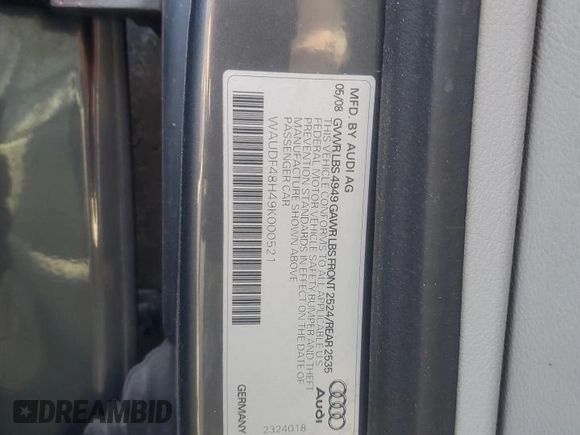 MFD. BY AUDI AG
05/08 GVWR LBS 4949 GAWR LBS FRONT 2524/REAR 2535
THIS VEHICLE CONFORMS TO ALL APPLICABLE U.S.
FEDERAL MOTOR VEHICLE SAFETY BUMPER AND THEFT
PREVENTION STANDARDS IN EFFECT ON THE DATE OF
MANUFACTURE SHOWN ABOVE
PASSENGER CAR
WAUDF48H49K000521
Audi
2324018
GERMANY
DREAMBID